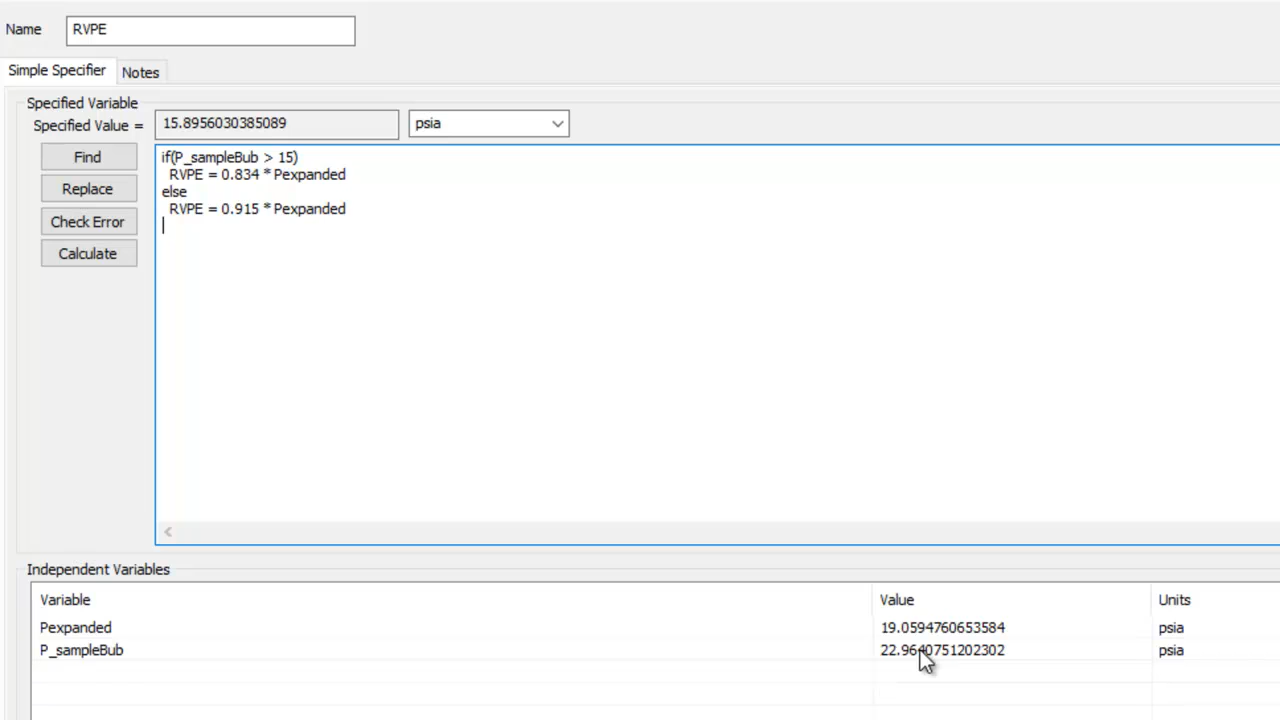 Name RVPE
Simple Specifier Notes
Specified Variable
Specified Value = 15.8956030385089 psia
Find
Replace
Check Error
Calculate
if(P_sampleBub > 15)
RVPE = 0.834 * Pexpanded
else
RVPE = 0.915 * Pexpanded
Independent Variables
Variable Value Units
Pexpanded 19.0594760653584 psia
P_sampleBub 22.9640751202302 psia